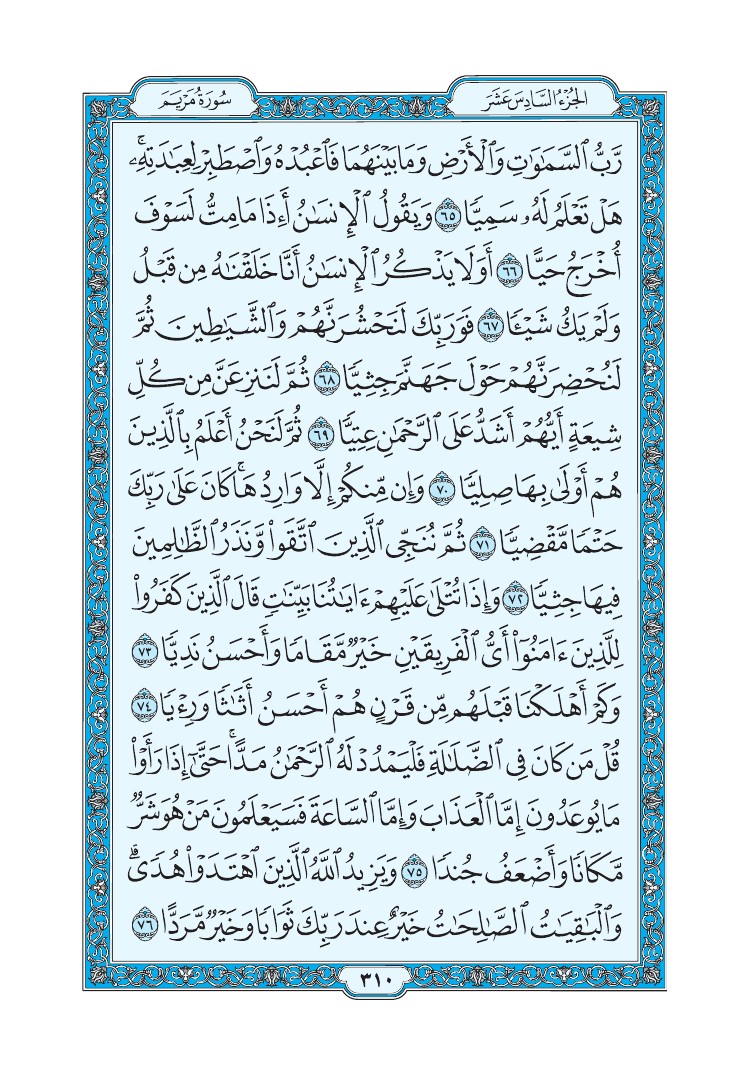 الجُزْءُ السَّادِسَ عَشَرَ
سُورَةُ مَرْيَمَ
رَّبُّ ٱلسَّمَٰوَٰتِ وَٱلْأَرْضِ وَمَا بَيْنَهُمَا فَٱعْبُدْهُ وَٱصْطَبِرْ لِعِبَٰدَتِهِۦۚ
هَلْ تَعْلَمُ لَهُۥ سَمِيًّا ٦٥ وَيَقُولُ ٱلْإِنسَٰنُ أَءِذَا مَا مِتُّ لَسَوْفَ
أُخْرَجُ حَيًّا ٦٦ أَوَلَا يَذْكُرُ ٱلْإِنسَٰنُ أَنَّا خَلَقْنَٰهُ مِن قَبْلُ
وَلَمْ يَكُ شَيْـًٔا ٦٧ فَوَرَبِّكَ لَنَحْشُرَنَّهُمْ وَٱلشَّيَٰطِينَ ثُمَّ
لَنُحْضِرَنَّهُمْ حَوْلَ جَهَنَّمَ جِثِيًّا ٦٨ ثُمَّ لَنَنزِعَنَّ مِن كُلِّ
شِيعَةٍ أَيُّهُمْ أَشَدُّ عَلَى ٱلرَّحْمَٰنِ عِتِيًّا ٦٩ ثُمَّ لَنَحْنُ أَعْلَمُ بِٱلَّذِينَ
هُمْ أَوْلَىٰ بِهَا صِلِيًّا ٧٠ وَإِن مِّنكُمْ إِلَّا وَارِدُهَاۚ كَانَ عَلَىٰ رَبِّكَ
حَتْمًا مَّقْضِيًّا ٧١ ثُمَّ نُنَجِّى ٱلَّذِينَ ٱتَّقَوا۟ وَّنَذَرُ ٱلظَّٰلِمِينَ
فِيهَا جِثِيًّا ٧٢ وَإِذَا تُتْلَىٰ عَلَيْهِمْ ءَايَٰتُنَا بَيِّنَٰتٍ قَالَ ٱلَّذِينَ كَفَرُوا۟
لِلَّذِينَ ءَامَنُوٓا۟ أَىُّ ٱلْفَرِيقَيْنِ خَيْرٌ مَّقَامًا وَأَحْسَنُ نَدِيًّا ٧٣
وَكَمْ أَهْلَكْنَا قَبْلَهُم مِّن قَرْنٍ هُمْ أَحْسَنُ أَثَٰثًا وَرِءْيًا ٧٤
قُلْ مَن كَانَ فِى ٱلضَّلَٰلَةِ فَلْيَمْدُدْ لَهُ ٱلرَّحْمَٰنُ مَدًّاۚ حَتَّىٰٓ إِذَا رَأَوْا۟
مَا يُوعَدُونَ إِمَّا ٱلْعَذَابَ وَإِمَّا ٱلسَّاعَةَ فَسَيَعْلَمُونَ مَنْ هُوَ شَرٌّ
مَّكَانًا وَأَضْعَفُ جُندًا ٧٥ وَيَزِيدُ ٱللَّهُ ٱلَّذِينَ ٱهْتَدَوْا۟ هُدًىۗ
وَٱلْبَٰقِيَٰتُ ٱلصَّٰلِحَٰتُ خَيْرٌ عِندَ رَبِّكَ ثَوَابًا وَخَيْرٌ مَّرَدًّا ٧٦
٣١٠